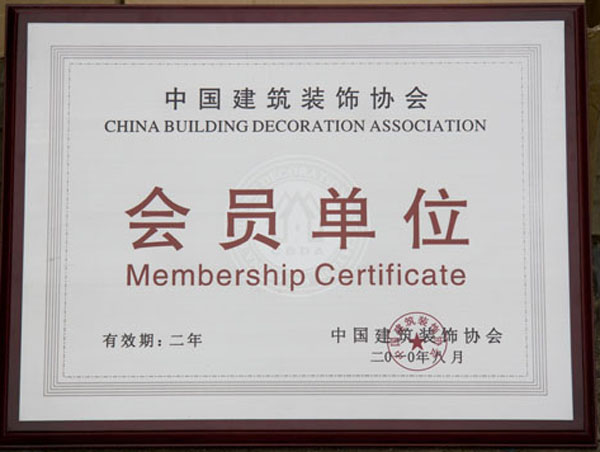 中国建筑装饰协会
CHINA BUILDING DECORATION ASSOCIATION
会员单位
Membership Certificate
有效期：二年
中国建筑装饰协会
二〇一〇年八月